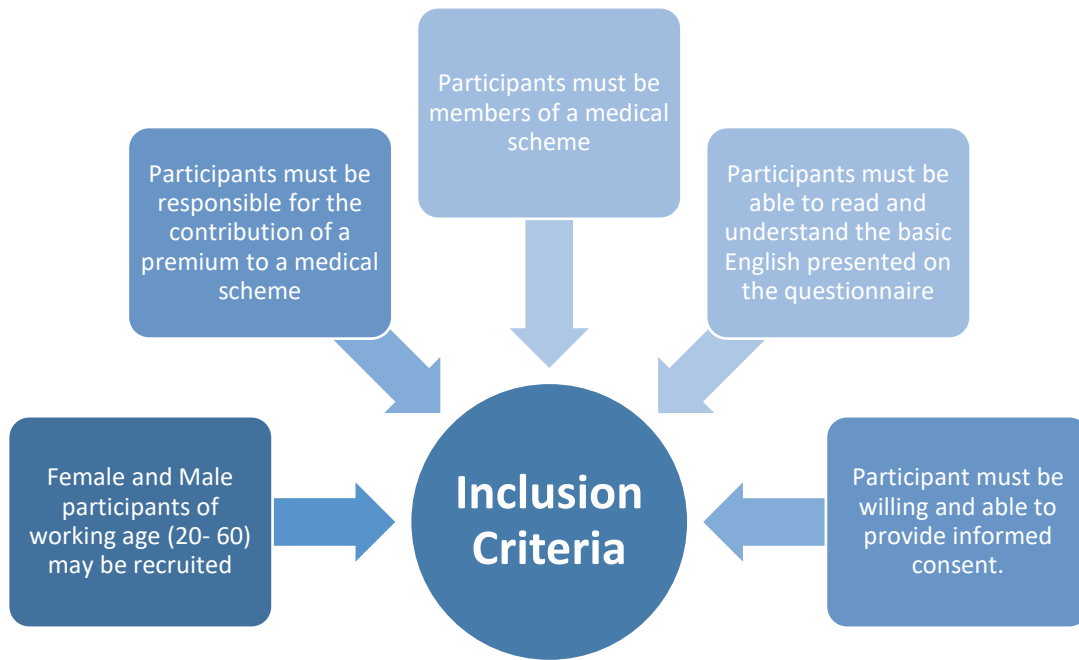 Participants must be
members of a medical
scheme
Participants must be
responsible for the
contribution of a
premium to a medical
scheme
Participants must be
able to read and
understand the basic
English presented on
the questionnaire
Female and Male
participants of
working age (20- 60)
may be recruited
Inclusion
Criteria
Participant must be
willing and able to
provide informed
consent.